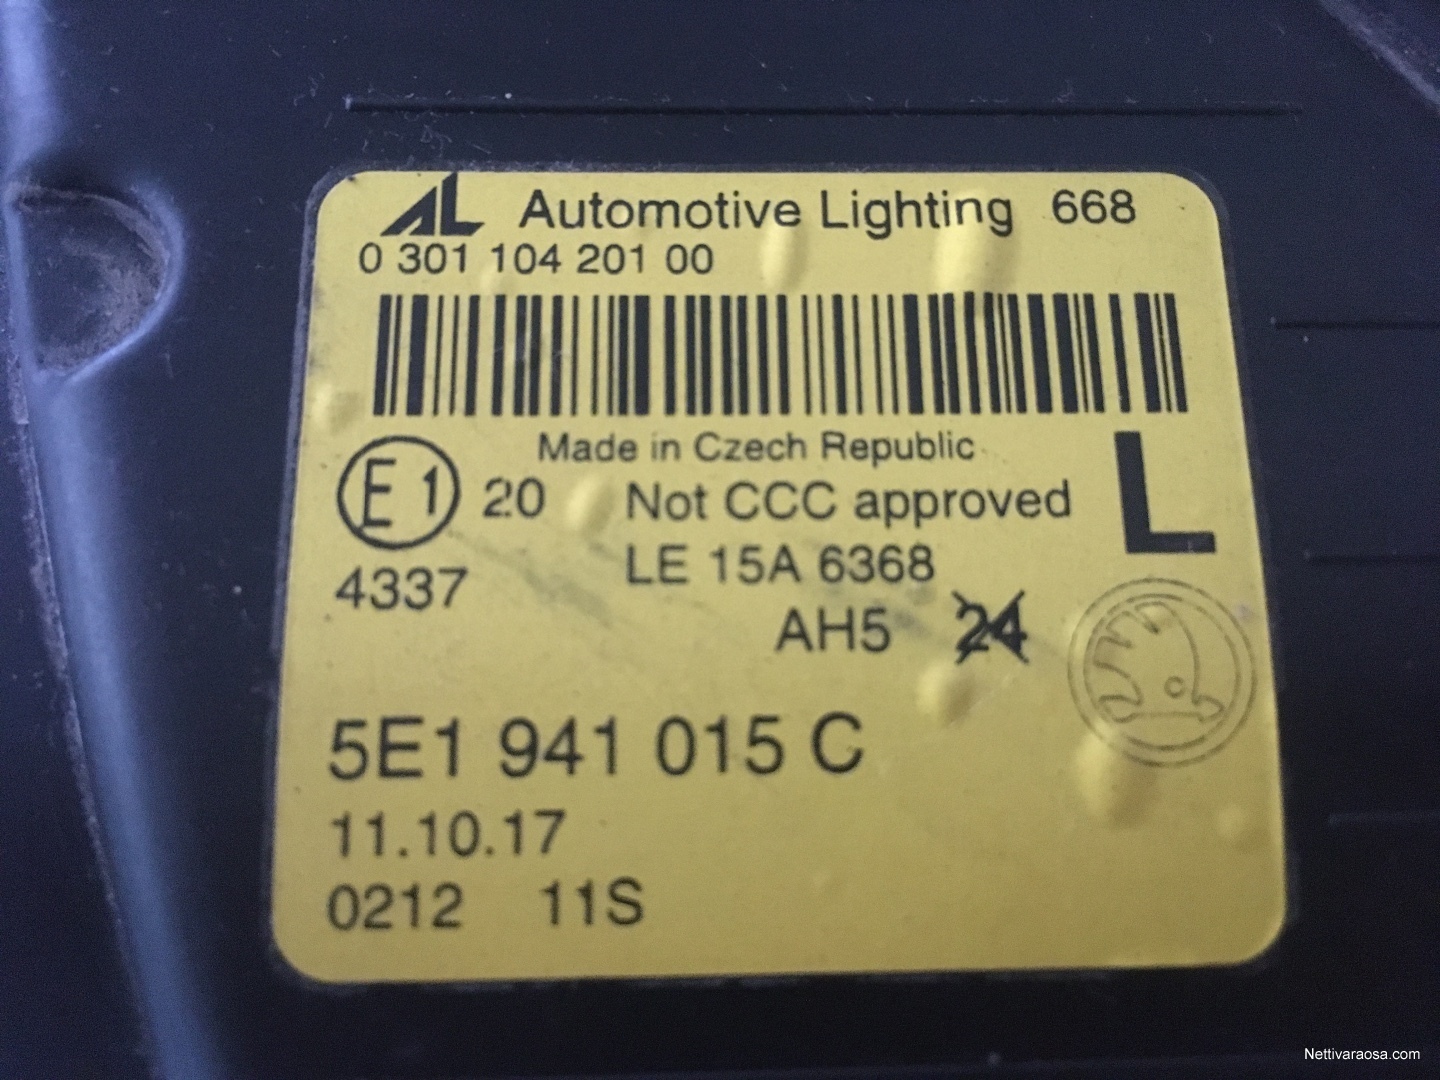 AL Automotive Lighting 668
0 301 104 201 00
Made in Czech Republic
E1 20 Not CCC approved L
4337 LE 15A 6368
AH5 24
5E1 941 015 C
11.10.17
0212 11S
Nettivaraosa.com